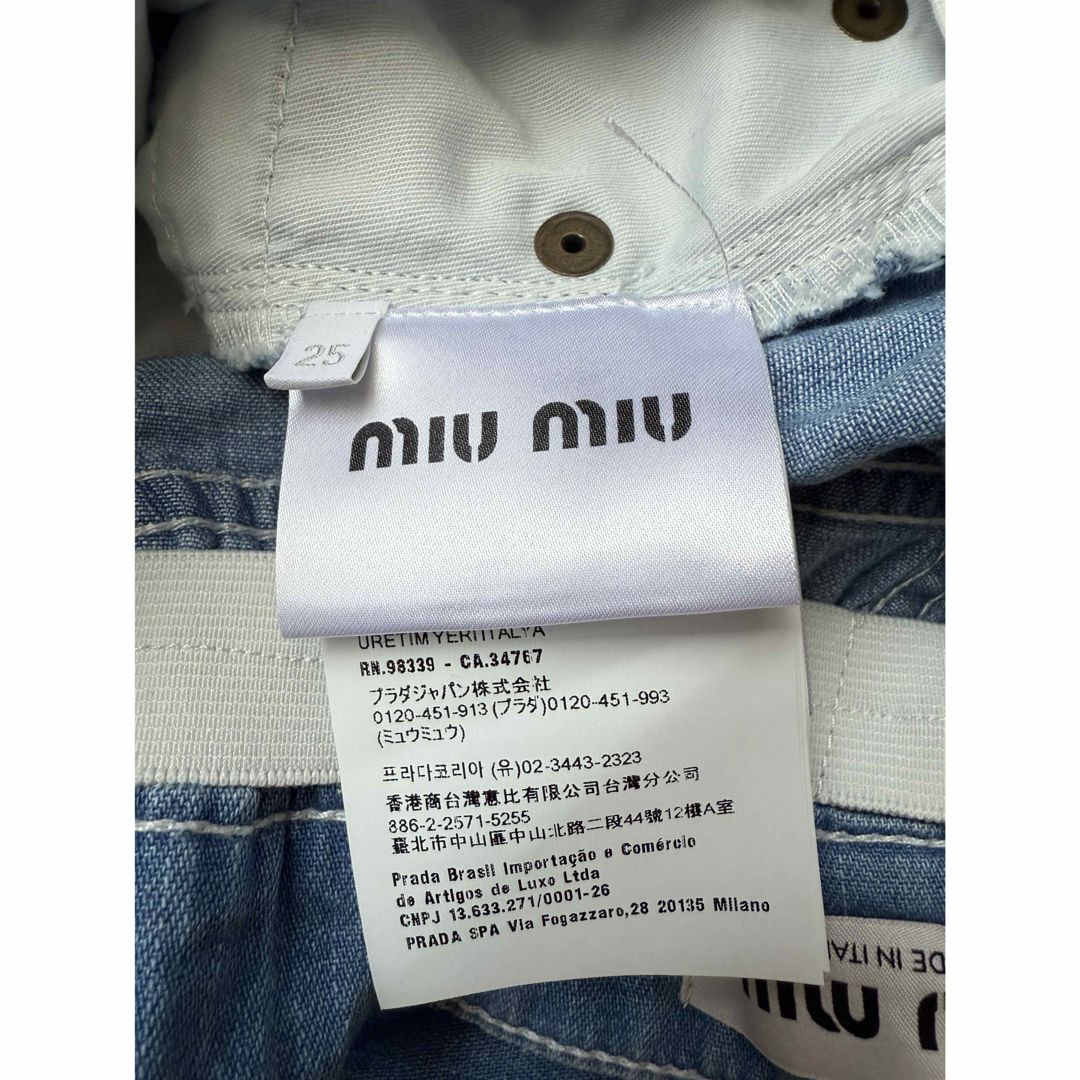 25
miu miu
URETIM YERI ITALYA
RN.98339 - CA.34767
プラダジャパン株式会社
0120-451-913 (プラダ)0120-451-993
(ミュウミュウ)
프라다코리아 (유)02-3443-2323
香港商台灣惠比有限公司台灣分公司
886-2-2571-5255
臺北市中山區中山北路二段44號12樓A室
Prada Brasil Importação e Comércio
de Artigos de Luxo Ltda
CNPJ 13.633.271/0001-26
PRADA SPA Via Fogazzaro,28 20135 Milano
DE IN ITAL
miu